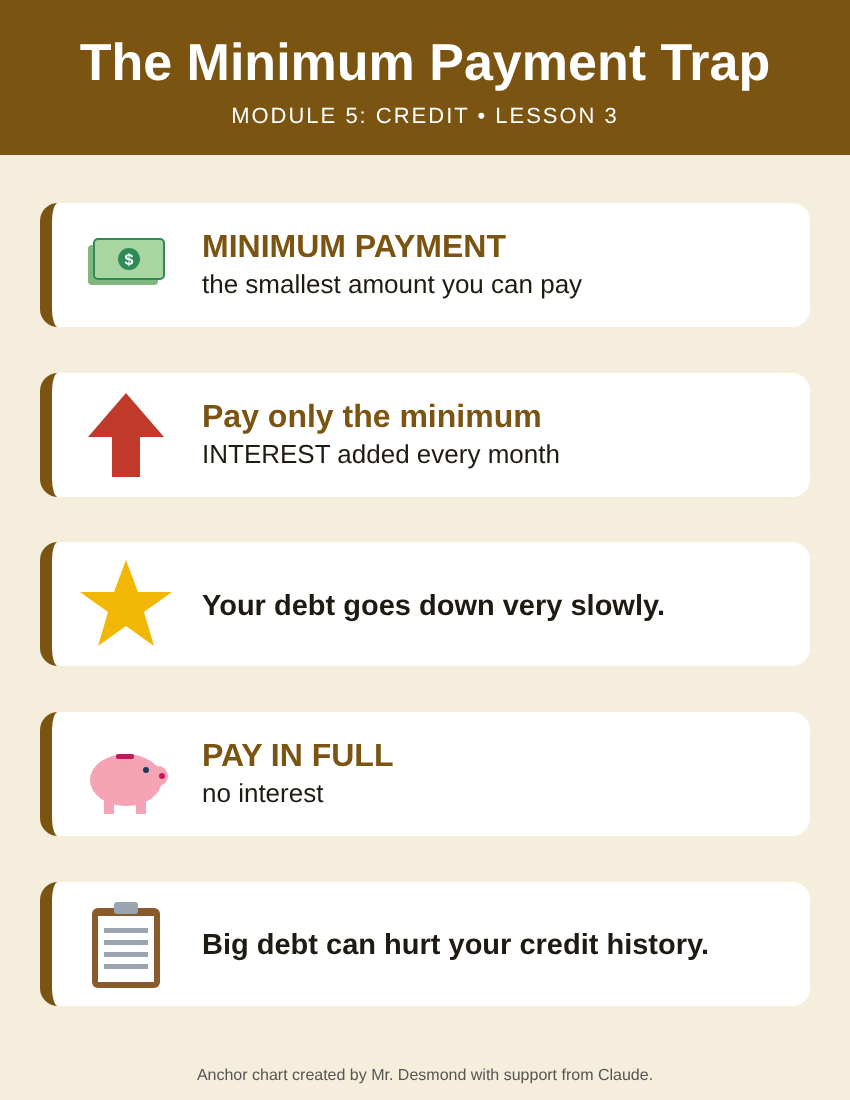 The Minimum Payment Trap
MODULE 5: CREDIT • LESSON 3
$
MINIMUM PAYMENT
the smallest amount you can pay
Pay only the minimum
INTEREST added every month
Your debt goes down very slowly.
PAY IN FULL
no interest
Big debt can hurt your credit history.
Anchor chart created by Mr. Desmond with support from Claude.